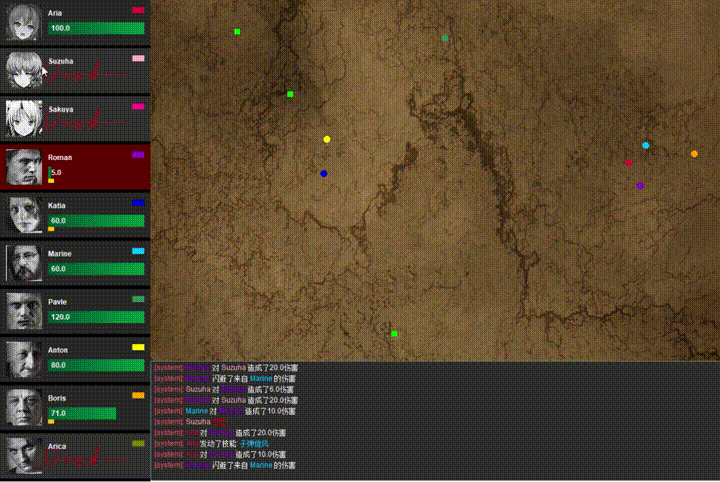 Aria
100.0
Suzuha
Sakuya
Roman
5.0
Katia
60.0
Marine
60.0
Pavle
120.0
Anton
80.0
Boris
71.0
Arica
[system]: 对 Suzuha 造成了20.0伤害
[system]: 闪避了来自 Marine 的伤害
[system]: Suzuha 对 造成了6.0伤害
[system]: 对 Suzuha 造成了20.0伤害
[system]: Marine 对 造成了10.0伤害
[system]: Suzuha
[system]: 对 造成了20.0伤害
[system]: 发动了技能: 子弹旋风
[system]: 对 造成了10.0伤害
[system]: 闪避了来自 Marine 的伤害